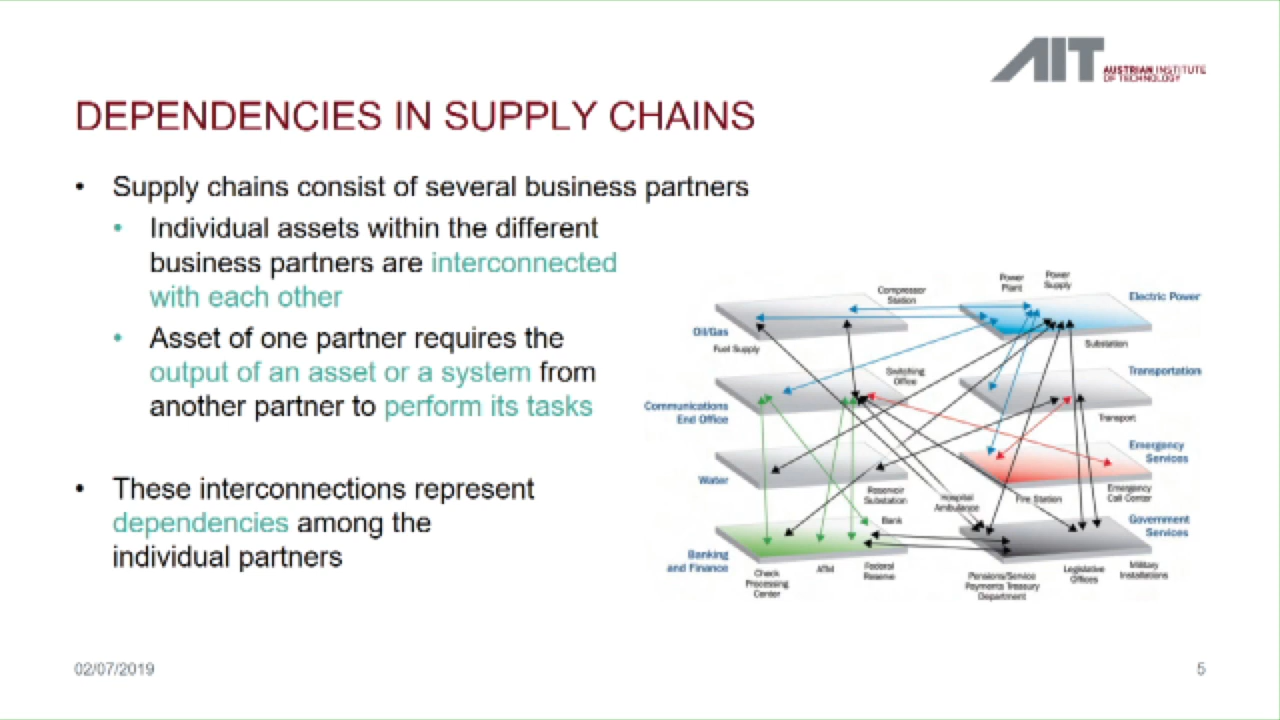 AIT
AUSTRIAN INSTITUTE
OF TECHNOLOGY
DEPENDENCIES IN SUPPLY CHAINS
• Supply chains consist of several business partners
• Individual assets within the different
business partners are interconnected
with each other
• Asset of one partner requires the
output of an asset or a system from
another partner to perform its tasks
• These interconnections represent
dependencies among the
individual partners
Power
Plant
Power
Supply
Compressor
Station
Electric Power
Oil/Gas
Fuel Supply
Substation
Switching
Office
Transportation
Communications
End Office
Transport
Emergency
Services
Water
Reservoir
Substation
Hospital
Ambulance
Fire Station
Emergency
Call Center
Bank
Government
Services
Banking
and Finance
Check
Processing
Center
ATM
Federal
Reserve
Pensions/Service
Payments Treasury
Department
Legislative
Offices
Military
Installations
02/07/2019
5